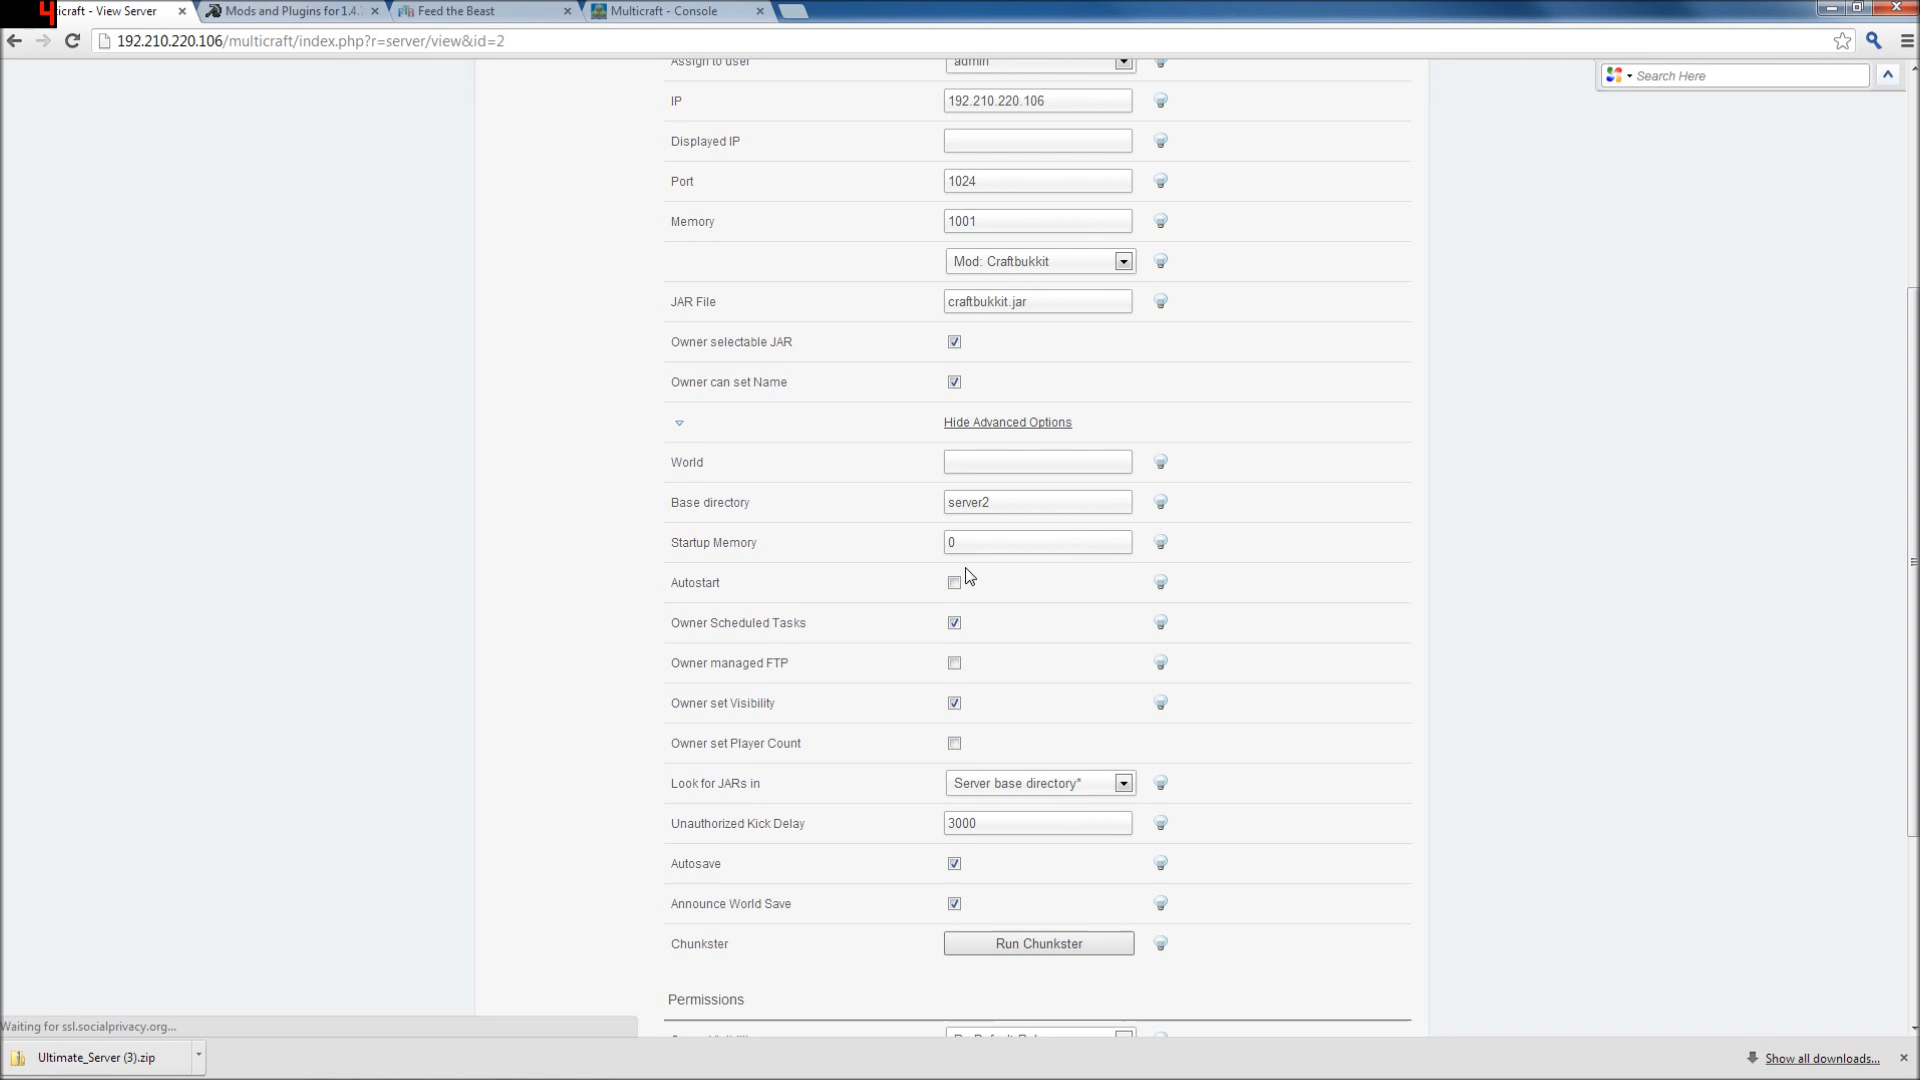 4
icraft - View Server
Mods and Plugins for 1.4.
Feed the Beast
Multicraft - Console
192.210.220.106/multicraft/index.php?r=server/view&id=2
Search Here
Assign to user
admin
IP
192.210.220.106
Displayed IP
Port
1024
Memory
1001
Mod: Craftbukkit
JAR File
craftbukkit.jar
Owner selectable JAR
Owner can set Name
Hide Advanced Options
World
Base directory
server2
Startup Memory
0
Autostart
Owner Scheduled Tasks
Owner managed FTP
Owner set Visibility
Owner set Player Count
Look for JARs in
Server base directory*
Unauthorized Kick Delay
3000
Autosave
Announce World Save
Chunkster
Run Chunkster
Permissions
Waiting for ssl.socialprivacy.org...
Ultimate_Server (3).zip
Show all downloads...